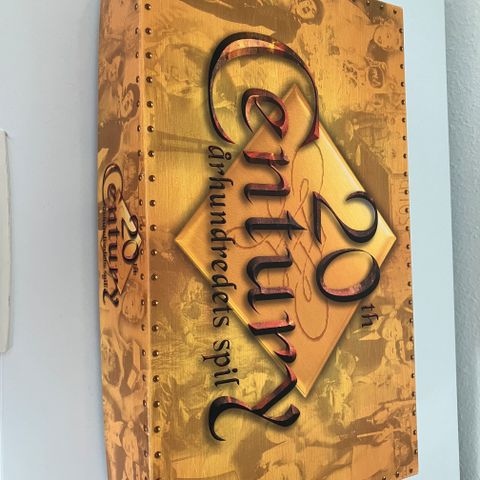 20th
Century
århundredets spil
20th
Century
århundredets spil